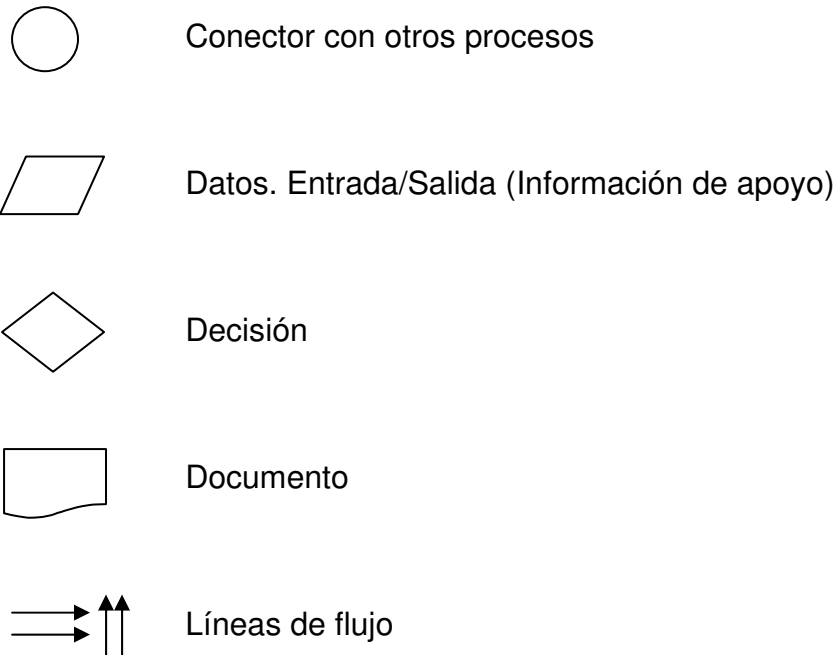 Conector con otros procesos
Datos. Entrada/Salida (Información de apoyo)
Decisión
Documento
Líneas de flujo